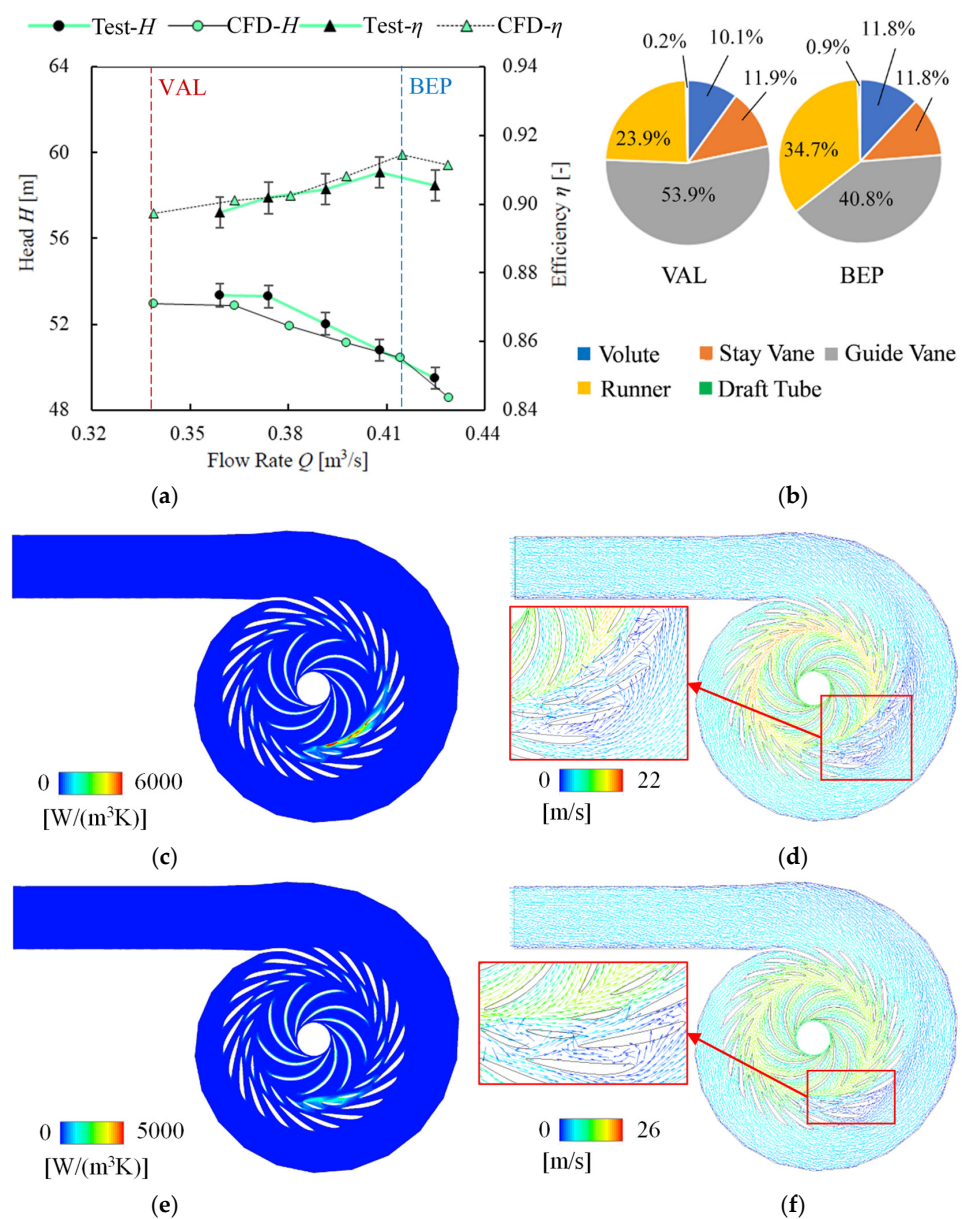 Test-H CFD-H Test-η CFD-η
64 0.94
VAL BEP
0.92
60
0.90
56
0.88
52
0.86
48 0.84
0.32 0.35 0.38 0.41 0.44
Head H [m]
Efficiency η [-]
Flow Rate Q [m³/s]
(a)
0.2% 10.1%
11.9%
23.9%
53.9%
VAL
0.9% 11.8%
11.8%
34.7%
40.8%
BEP
Volute Stay Vane Guide Vane
Runner Draft Tube
(b)
0 6000
[W/(m³K)]
(c)
0 22
[m/s]
(d)
0 5000
[W/(m³K)]
(e)
0 26
[m/s]
(f)